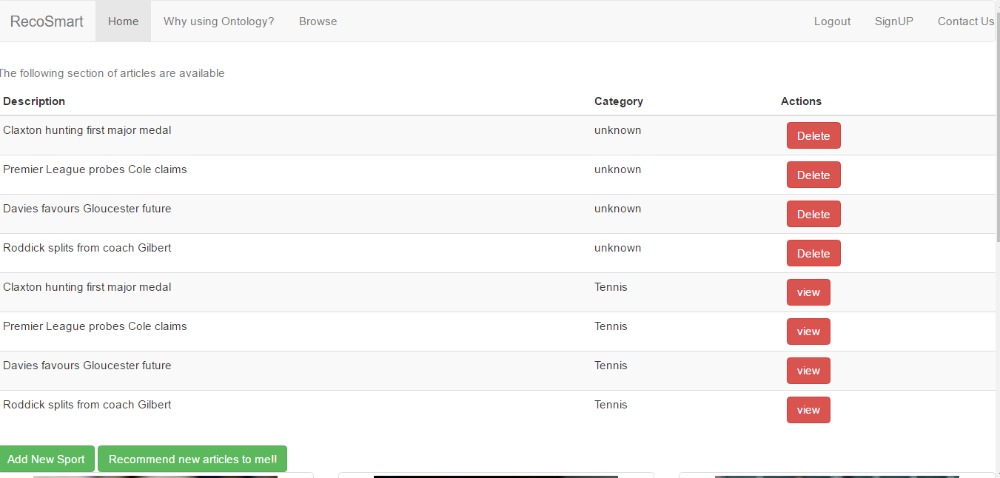 RecoSmart Home Why using Ontology? Browse Logout SignUP Contact Us
The following section of articles are available
Description Category Actions
Claxton hunting first major medal unknown Delete
Premier League probes Cole claims unknown Delete
Davies favours Gloucester future unknown Delete
Roddick splits from coach Gilbert unknown Delete
Claxton hunting first major medal Tennis view
Premier League probes Cole claims Tennis view
Davies favours Gloucester future Tennis view
Roddick splits from coach Gilbert Tennis view
Add New Sport Recommend new articles to me!!